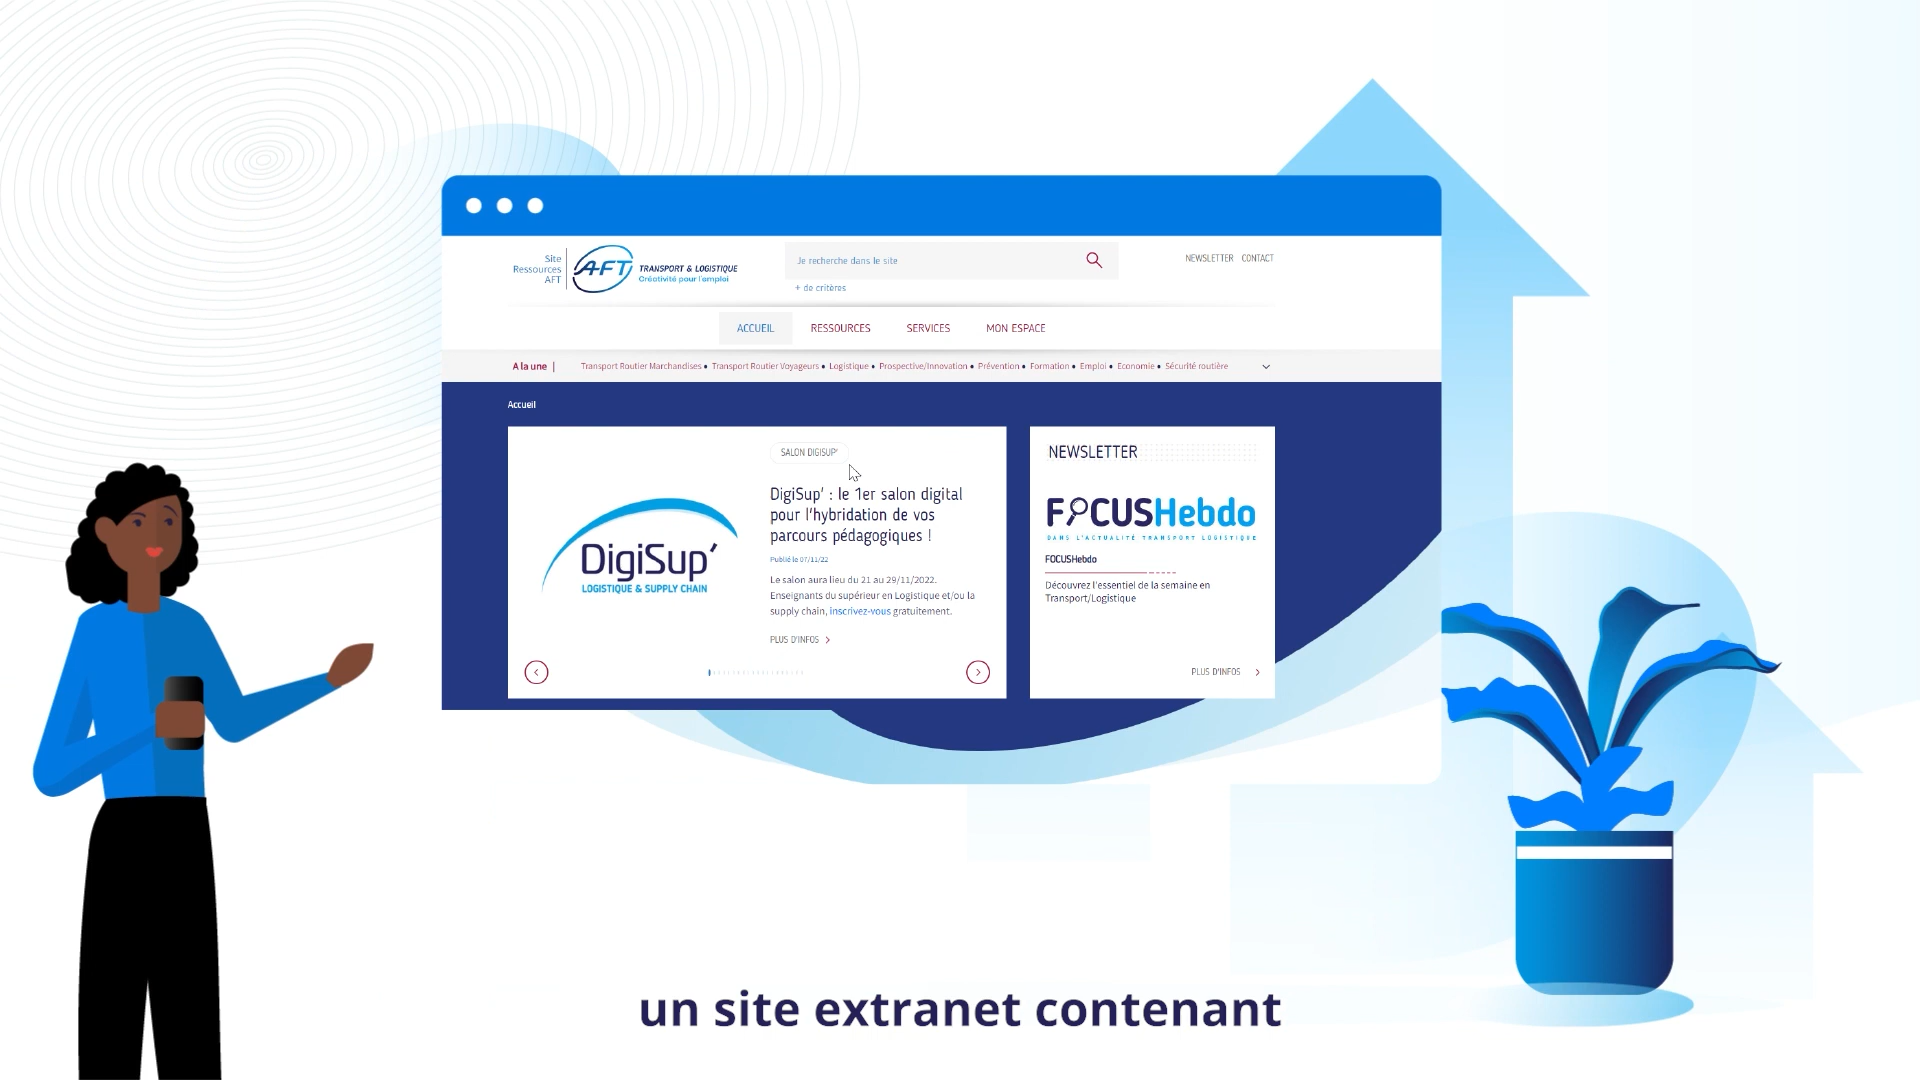 Site
Ressources
AFT
AFT
TRANSPORT & LOGISTIQUE
Créativité pour l'emploi
Je recherche dans le site
+ de critères
NEWSLETTER CONTACT
ACCUEIL RESSOURCES SERVICES MON ESPACE
A la une | Transport Routier Marchandises • Transport Routier Voyageurs • Logistique • Prospective/Innovation • Prévention • Formation • Emploi • Economie • Sécurité routière
Accueil
DigiSup'
LOGISTIQUE & SUPPLY CHAIN
SALON DIGISUP'
DigiSup' : le 1er salon digital
pour l'hybridation de vos
parcours pédagogiques !
Publié le 07/11/22
Le salon aura lieu du 21 au 29/11/2022.
Enseignants du supérieur en Logistique et/ou la
supply chain, inscrivez-vous gratuitement.
PLUS D'INFOS
NEWSLETTER
FOCUSHebdo
DANS L'ACTUALITÉ TRANSPORT LOGISTIQUE
FOCUSHebdo
Découvrez l'essentiel de la semaine en
Transport/Logistique
PLUS D'INFOS
un site extranet contenant